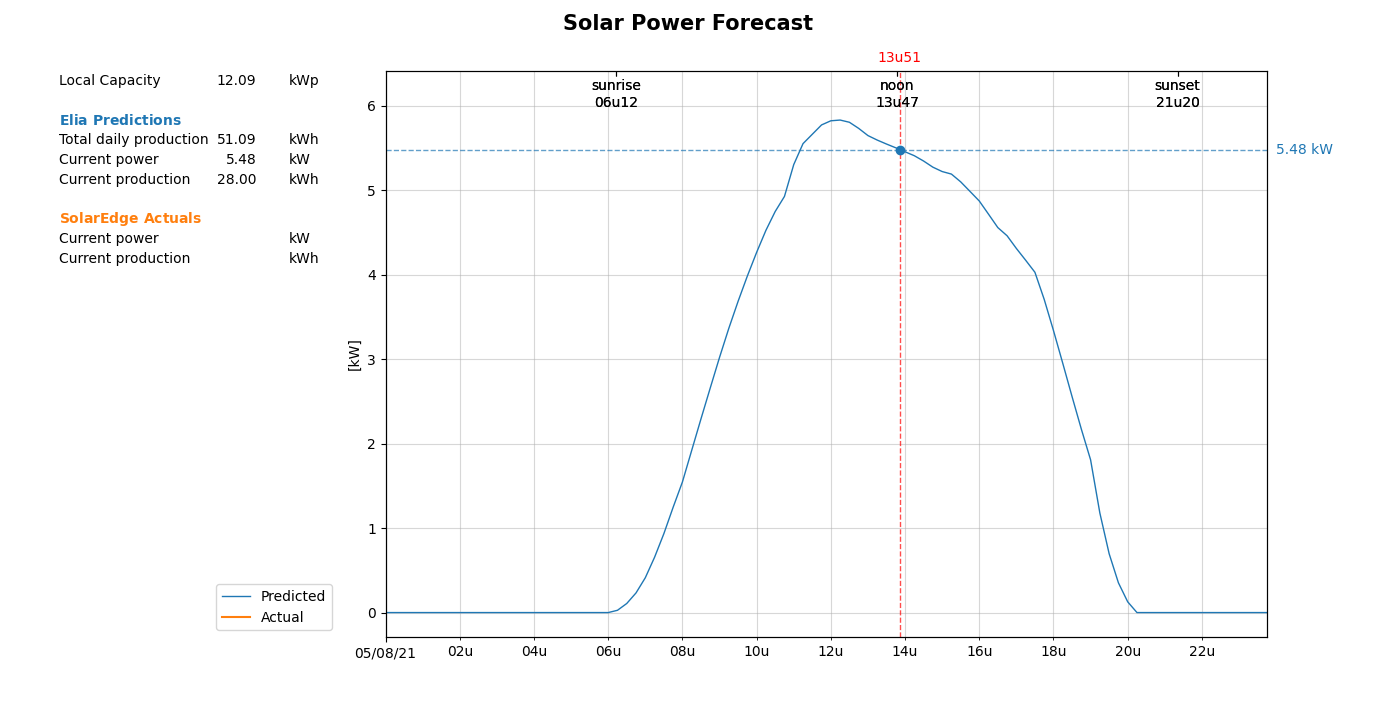 Solar Power Forecast
13u51
Local Capacity 12.09 kWp
Elia Predictions
Total daily production 51.09 kWh
Current power 5.48 kW
Current production 28.00 kWh
SolarEdge Actuals
Current power kW
Current production kWh
sunrise
06u12
noon
13u47
sunset
21u20
5.48 kW
[kW]
6
5
4
3
2
1
0
Predicted
Actual
05/08/21 02u 04u 06u 08u 10u 12u 14u 16u 18u 20u 22u